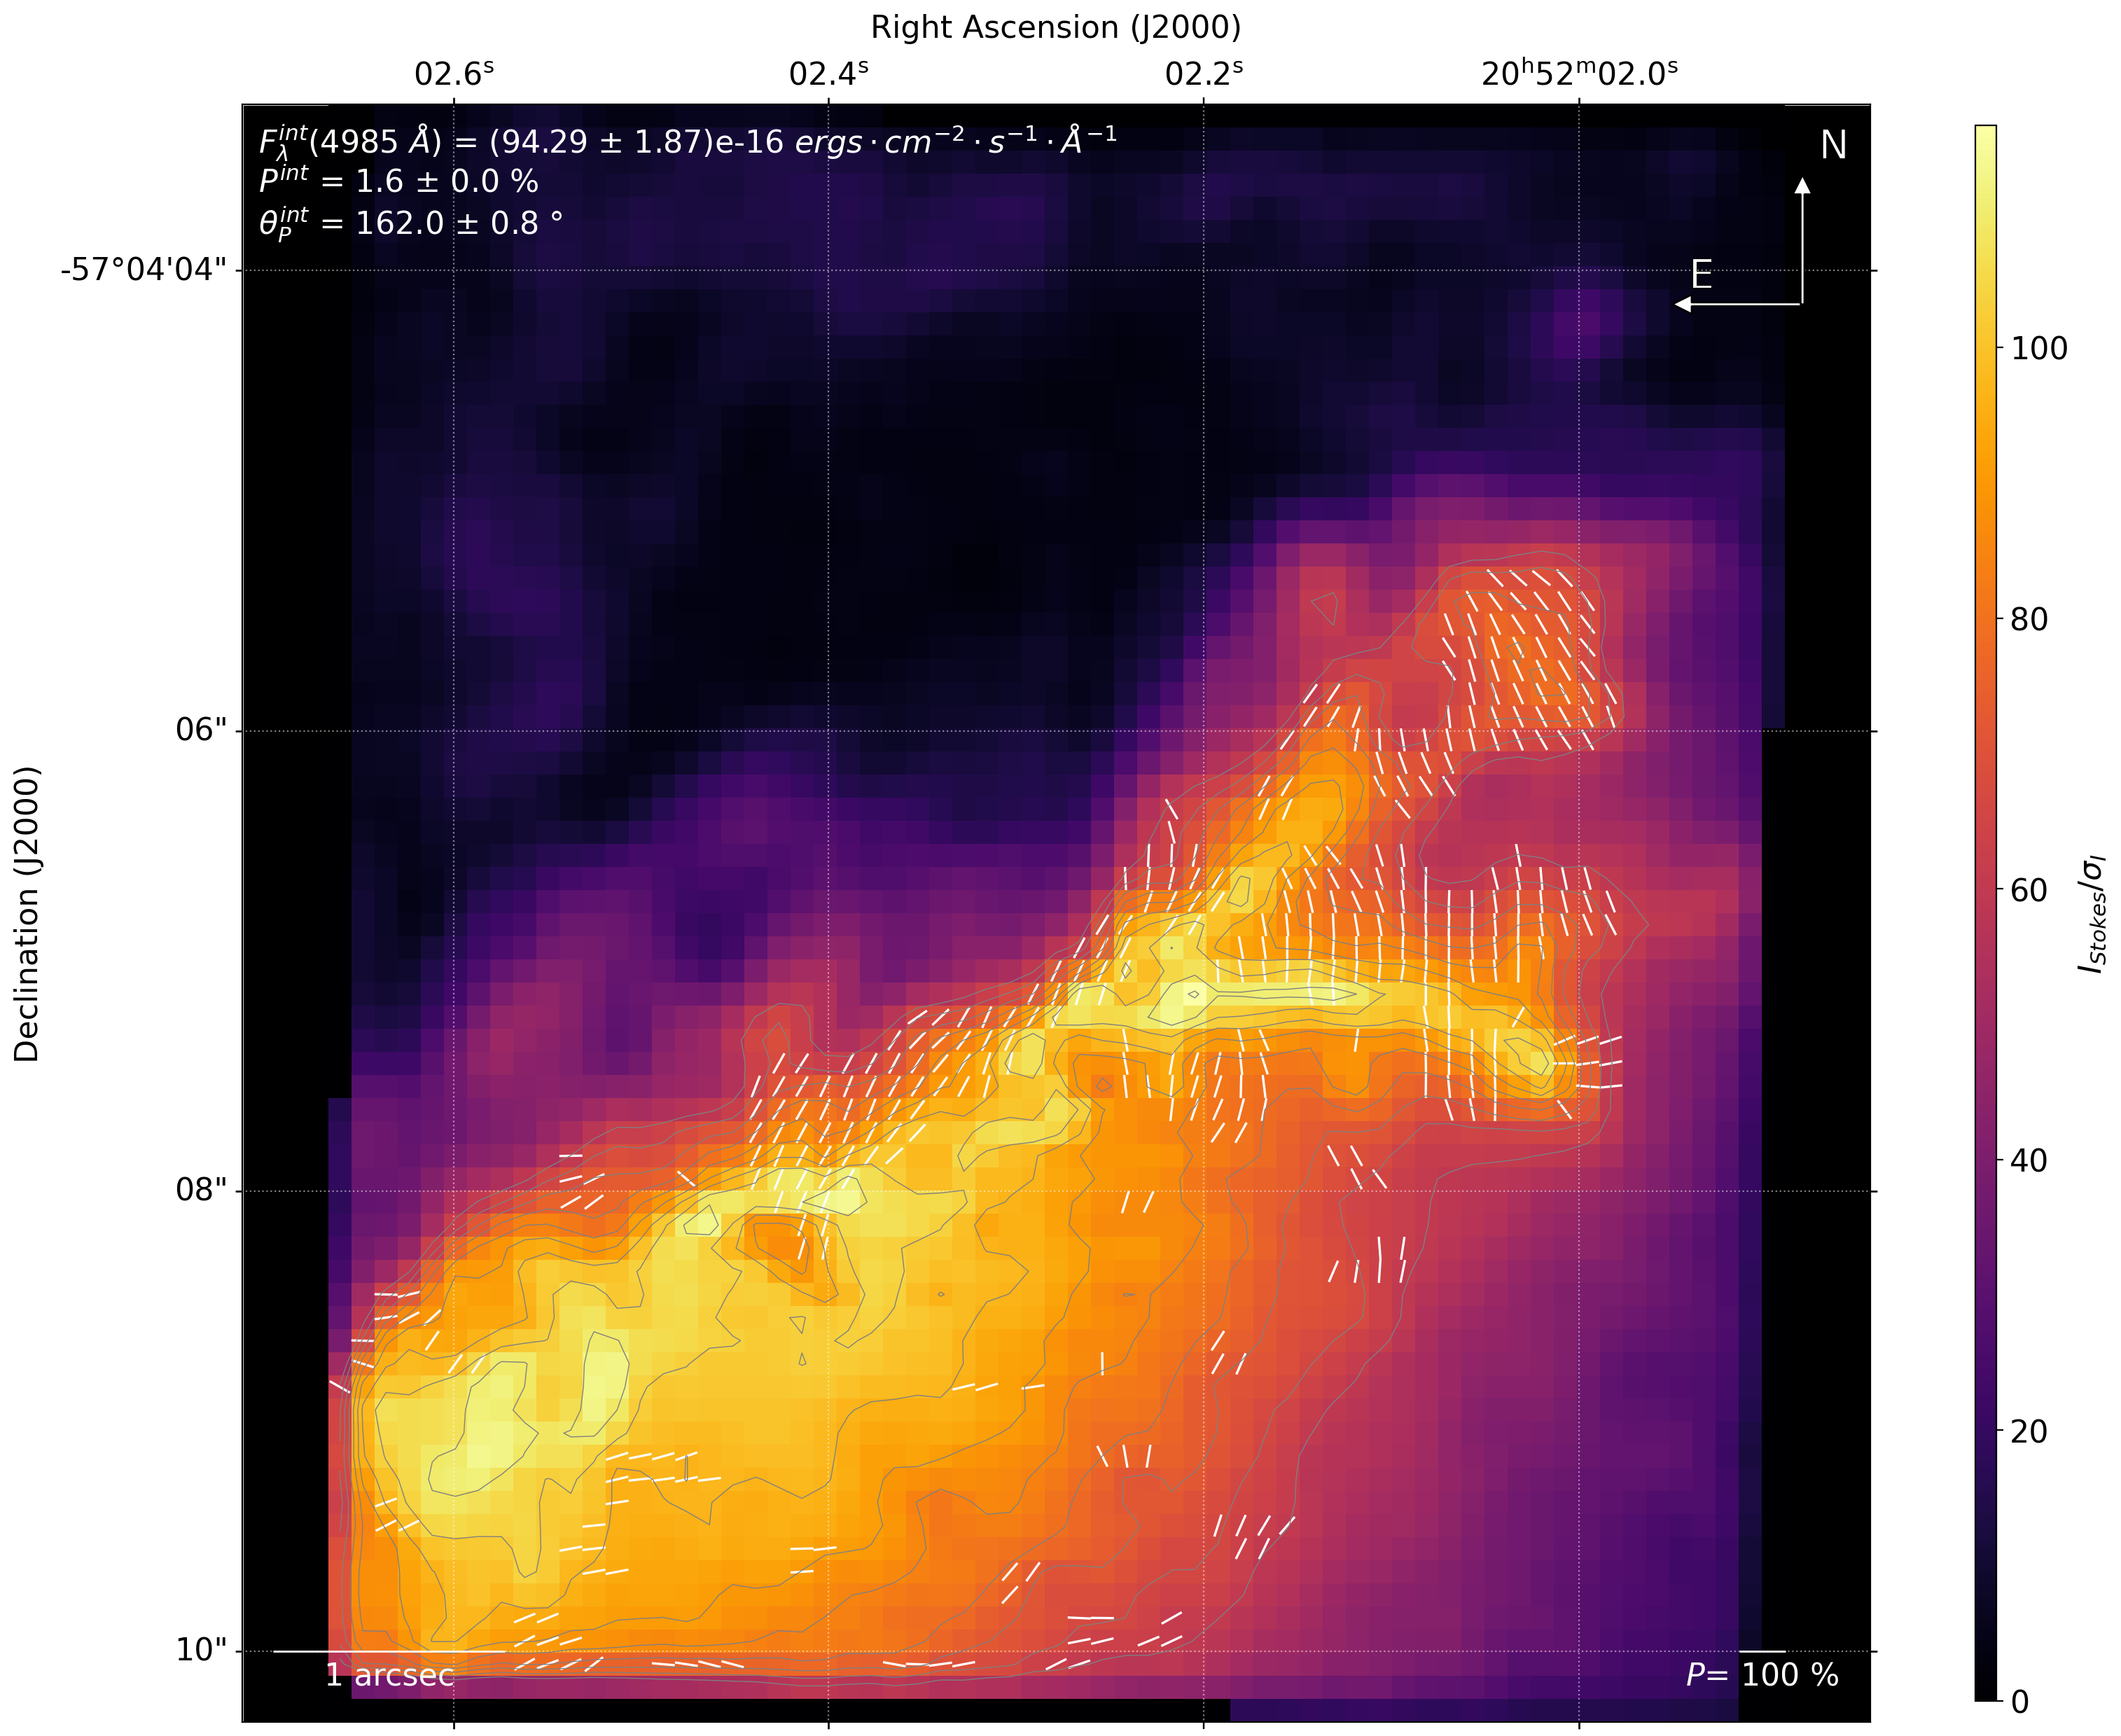 Right Ascension (J2000)
02.6ˢ 02.4ˢ 02.2ˢ 20ʰ52ᵐ02.0ˢ
F_λ^int(4985 Å) = (94.29 ± 1.87)e-16 ergs · cm⁻² · s⁻¹ · Å⁻¹
P^int = 1.6 ± 0.0 %
θ_P^int = 162.0 ± 0.8 °
N
E
-57°04'04"
06"
08"
10"
Declination (J2000)
1 arcsec
P= 100 %
100
80
60
40
20
0
I_Stokes/σ_I